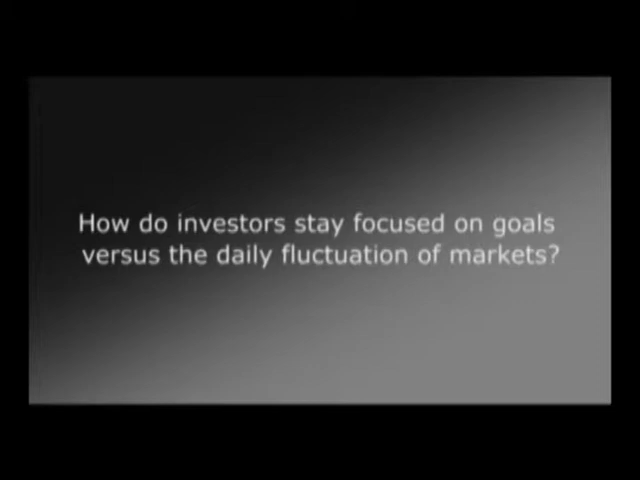 How do investors stay focused on goals
versus the daily fluctuation of markets?